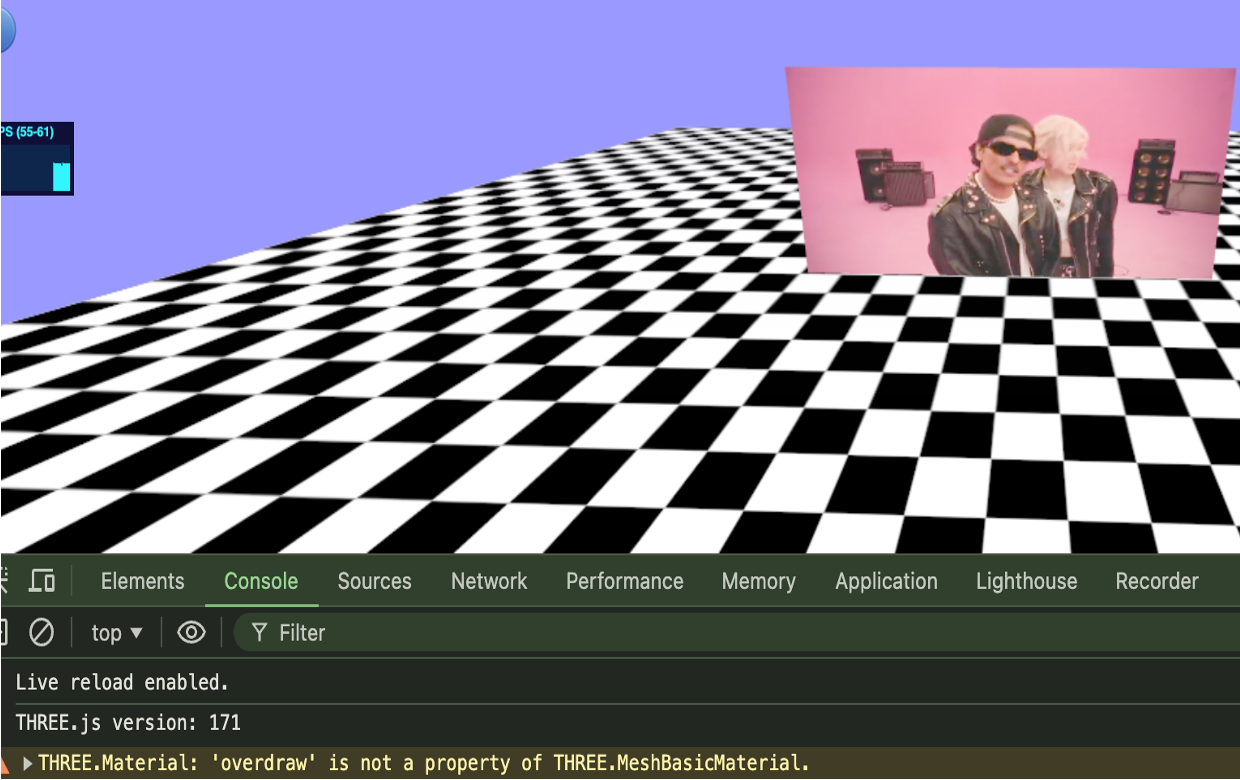 PS (55-61)
Elements Console Sources Network Performance Memory Application Lighthouse Recorder
top Filter
Live reload enabled.
THREE.js version: 171
THREE.Material: 'overdraw' is not a property of THREE.MeshBasicMaterial.